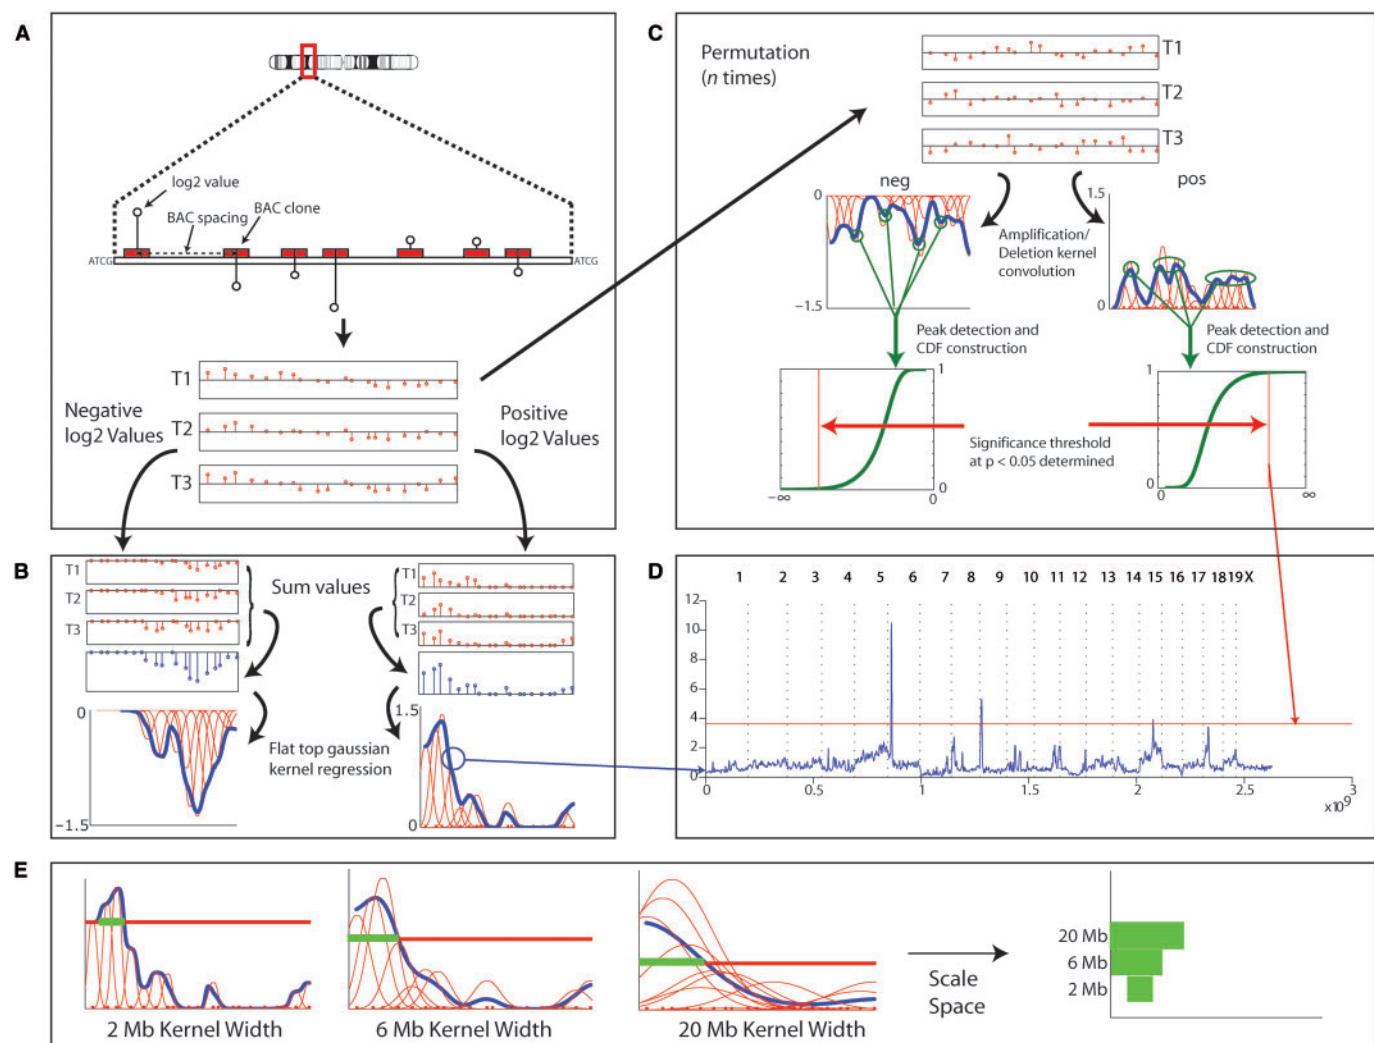 A
log2 value
BAC spacing
BAC clone
ATCG
ATCG
T1
T2
T3
Negative
log2 Values
Positive
log2 Values
B
T1
T2
T3
Sum values
T1
T2
T3
0
−1.5
Flat top gaussian
kernel regression
1.5
0
C
Permutation
(n times)
T1
T2
T3
neg
pos
0
−1.5
Amplification/
Deletion kernel
convolution
1.5
0
Peak detection and
CDF construction
Peak detection and
CDF construction
1
−∞
0
0
Significance threshold
at p < 0.05 determined
1
0
0
∞
D
1 2 3 4 5 6 7 8 9 10 11 12 13 14 15 16 17 18 19 X
12
10
8
6
4
2
0
0 0.5 1 1.5 2 2.5 3
x10⁹
E
2 Mb Kernel Width
6 Mb Kernel Width
20 Mb Kernel Width
Scale
Space
20 Mb
6 Mb
2 Mb